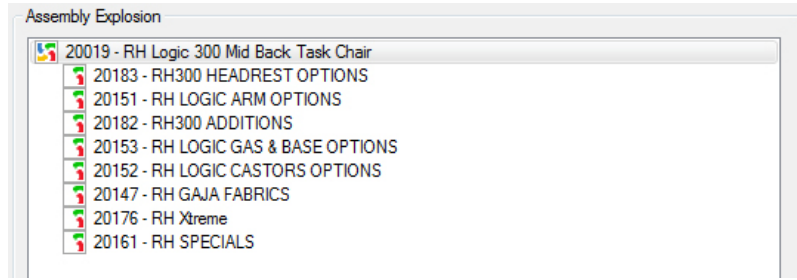 Assembly Explosion
20019 - RH Logic 300 Mid Back Task Chair
20183 - RH300 HEADREST OPTIONS
20151 - RH LOGIC ARM OPTIONS
20182 - RH300 ADDITIONS
20153 - RH LOGIC GAS & BASE OPTIONS
20152 - RH LOGIC CASTORS OPTIONS
20147 - RH GAJA FABRICS
20176 - RH Xtreme
20161 - RH SPECIALS